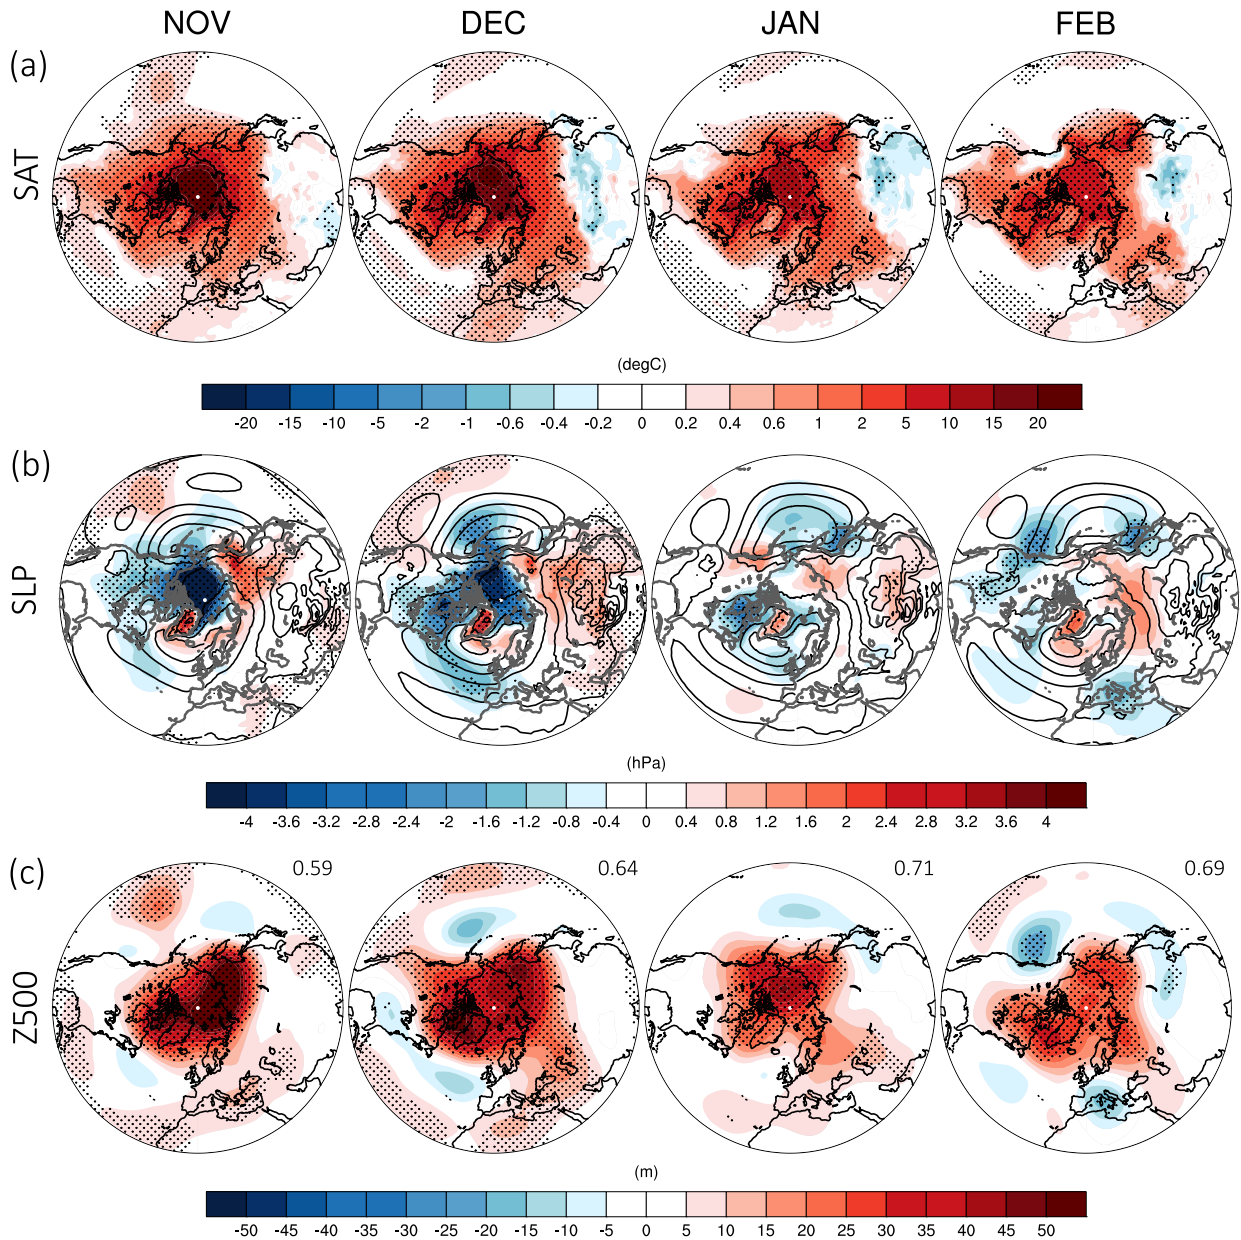 NOV DEC JAN FEB
(a)
SAT
(degC)
-20 -15 -10 -5 -2 -1 -0.6 -0.4 -0.2 0 0.2 0.4 0.6 1 2 5 10 15 20
(b)
SLP
(hPa)
-4 -3.6 -3.2 -2.8 -2.4 -2 -1.6 -1.2 -0.8 -0.4 0 0.4 0.8 1.2 1.6 2 2.4 2.8 3.2 3.6 4
(c) 0.59 0.64 0.71 0.69
Z500
(m)
-50 -45 -40 -35 -30 -25 -20 -15 -10 -5 0 5 10 15 20 25 30 35 40 45 50